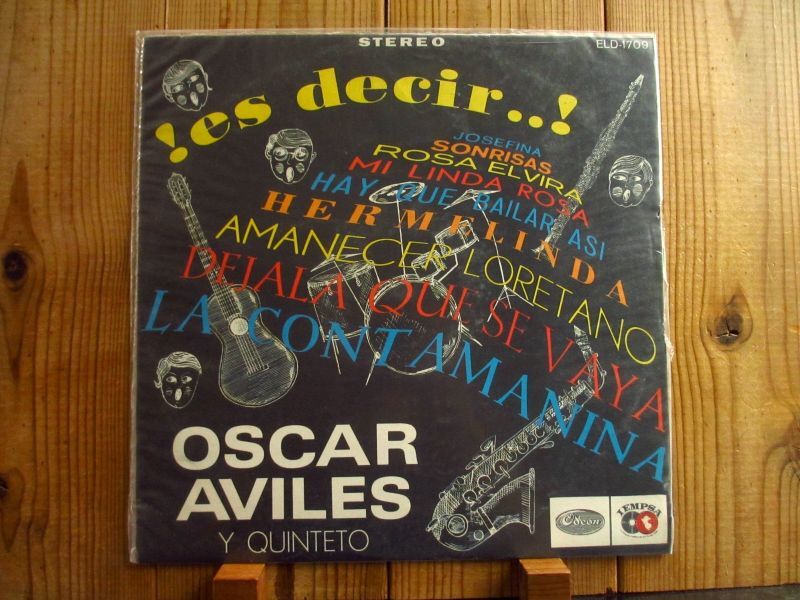 STEREO
ELD-1709
!es decir..!
JOSEFINA
SONRISAS
ROSA ELVIRA
MI LINDA ROSA
HAY QUE BAILAR ASI
HERMELINDA
AMANECER LORETANO
DEJALA QUE SE VAYA
LA CONTAMANINA
OSCAR
AVILES
Y QUINTETO
Odeon
IEMPSA